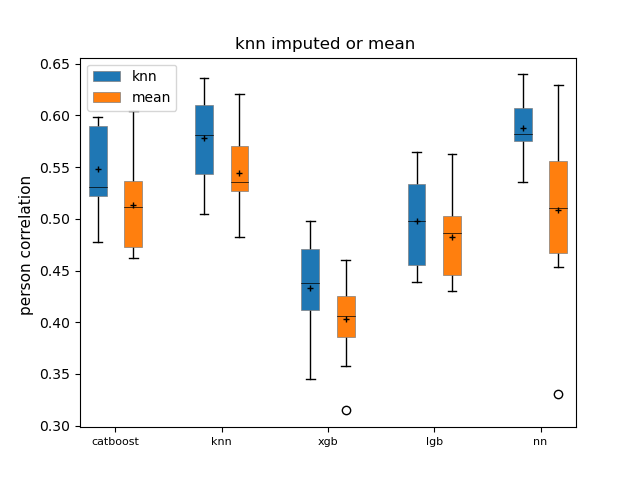 knn imputed or mean
knn
mean
person correlation
0.65
0.60
0.55
0.50
0.45
0.40
0.35
0.30
catboost
knn
xgb
lgb
nn